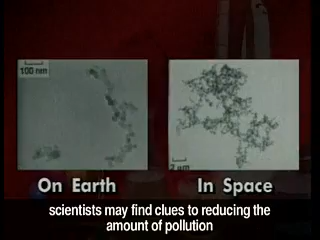 100 nm
2 µm
On Earth
In Space
scientists may find clues to reducing the
amount of pollution